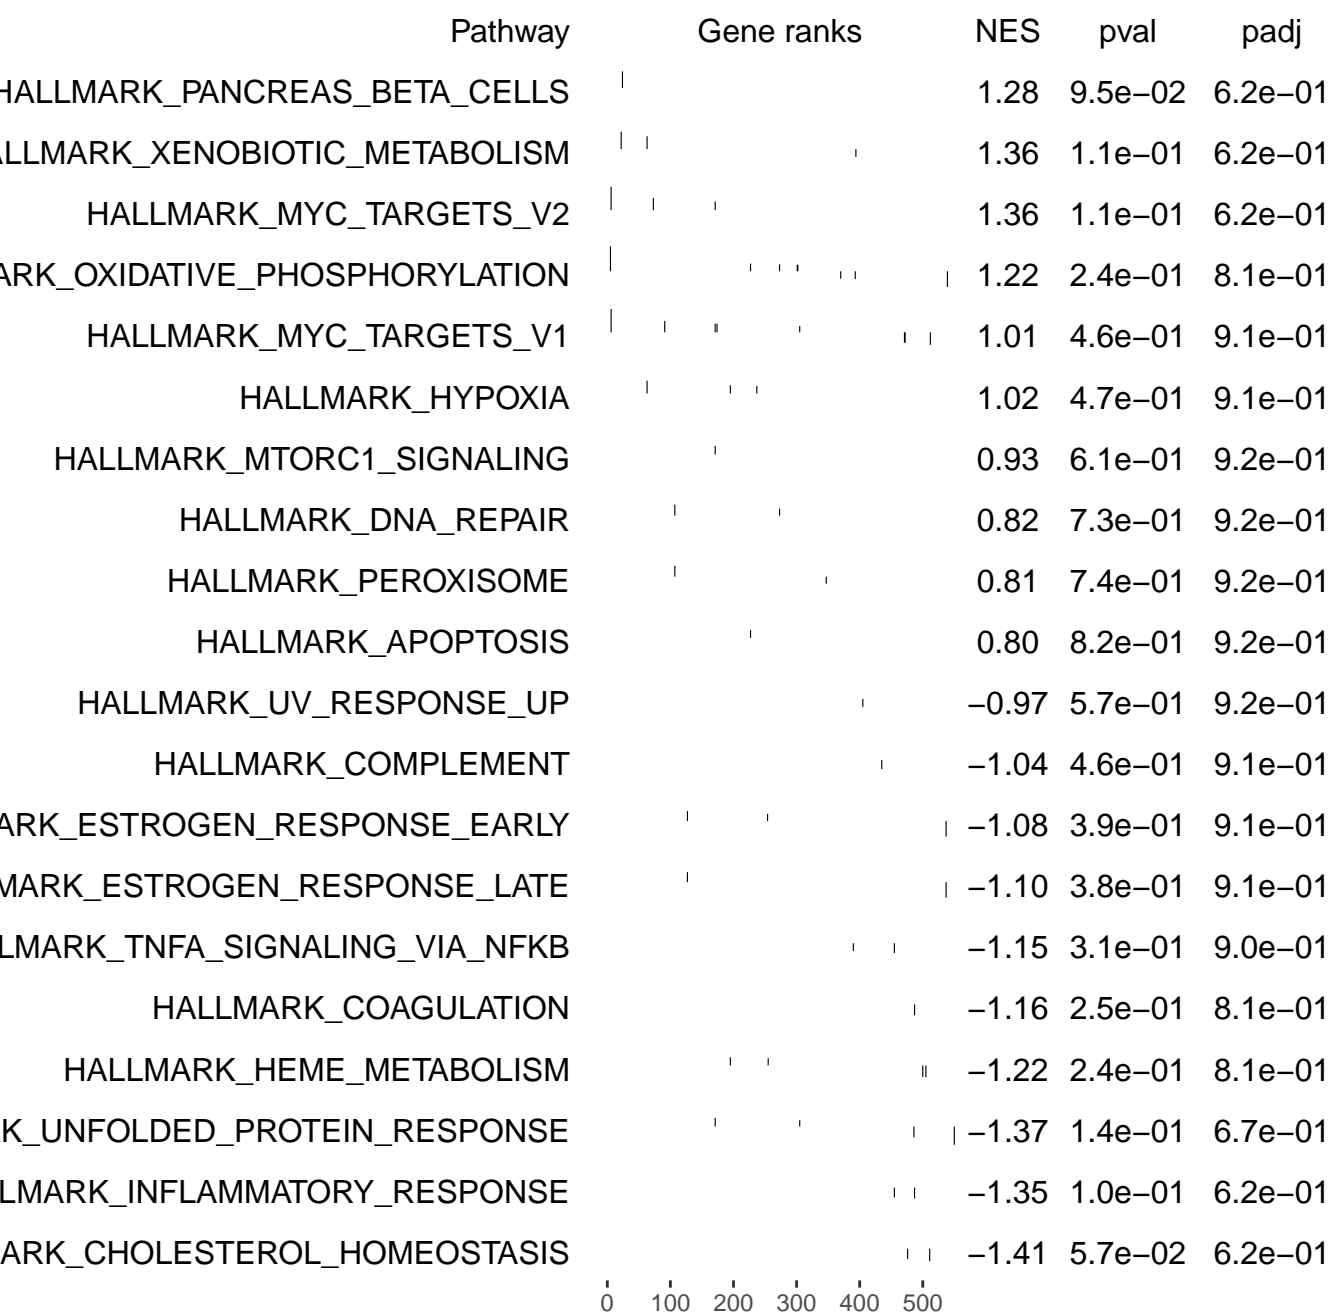 Pathway Gene ranks NES pval padj
HALLMARK_PANCREAS_BETA_CELLS 1.28 9.5e−02 6.2e−01
ALLMARK_XENOBIOTIC_METABOLISM 1.36 1.1e−01 6.2e−01
HALLMARK_MYC_TARGETS_V2 1.36 1.1e−01 6.2e−01
ARK_OXIDATIVE_PHOSPHORYLATION 1.22 2.4e−01 8.1e−01
HALLMARK_MYC_TARGETS_V1 1.01 4.6e−01 9.1e−01
HALLMARK_HYPOXIA 1.02 4.7e−01 9.1e−01
HALLMARK_MTORC1_SIGNALING 0.93 6.1e−01 9.2e−01
HALLMARK_DNA_REPAIR 0.82 7.3e−01 9.2e−01
HALLMARK_PEROXISOME 0.81 7.4e−01 9.2e−01
HALLMARK_APOPTOSIS 0.80 8.2e−01 9.2e−01
HALLMARK_UV_RESPONSE_UP −0.97 5.7e−01 9.2e−01
HALLMARK_COMPLEMENT −1.04 4.6e−01 9.1e−01
ARK_ESTROGEN_RESPONSE_EARLY −1.08 3.9e−01 9.1e−01
MARK_ESTROGEN_RESPONSE_LATE −1.10 3.8e−01 9.1e−01
LMARK_TNFA_SIGNALING_VIA_NFKB −1.15 3.1e−01 9.0e−01
HALLMARK_COAGULATION −1.16 2.5e−01 8.1e−01
HALLMARK_HEME_METABOLISM −1.22 2.4e−01 8.1e−01
K_UNFOLDED_PROTEIN_RESPONSE −1.37 1.4e−01 6.7e−01
LMARK_INFLAMMATORY_RESPONSE −1.35 1.0e−01 6.2e−01
ARK_CHOLESTEROL_HOMEOSTASIS −1.41 5.7e−02 6.2e−01
0 100 200 300 400 500